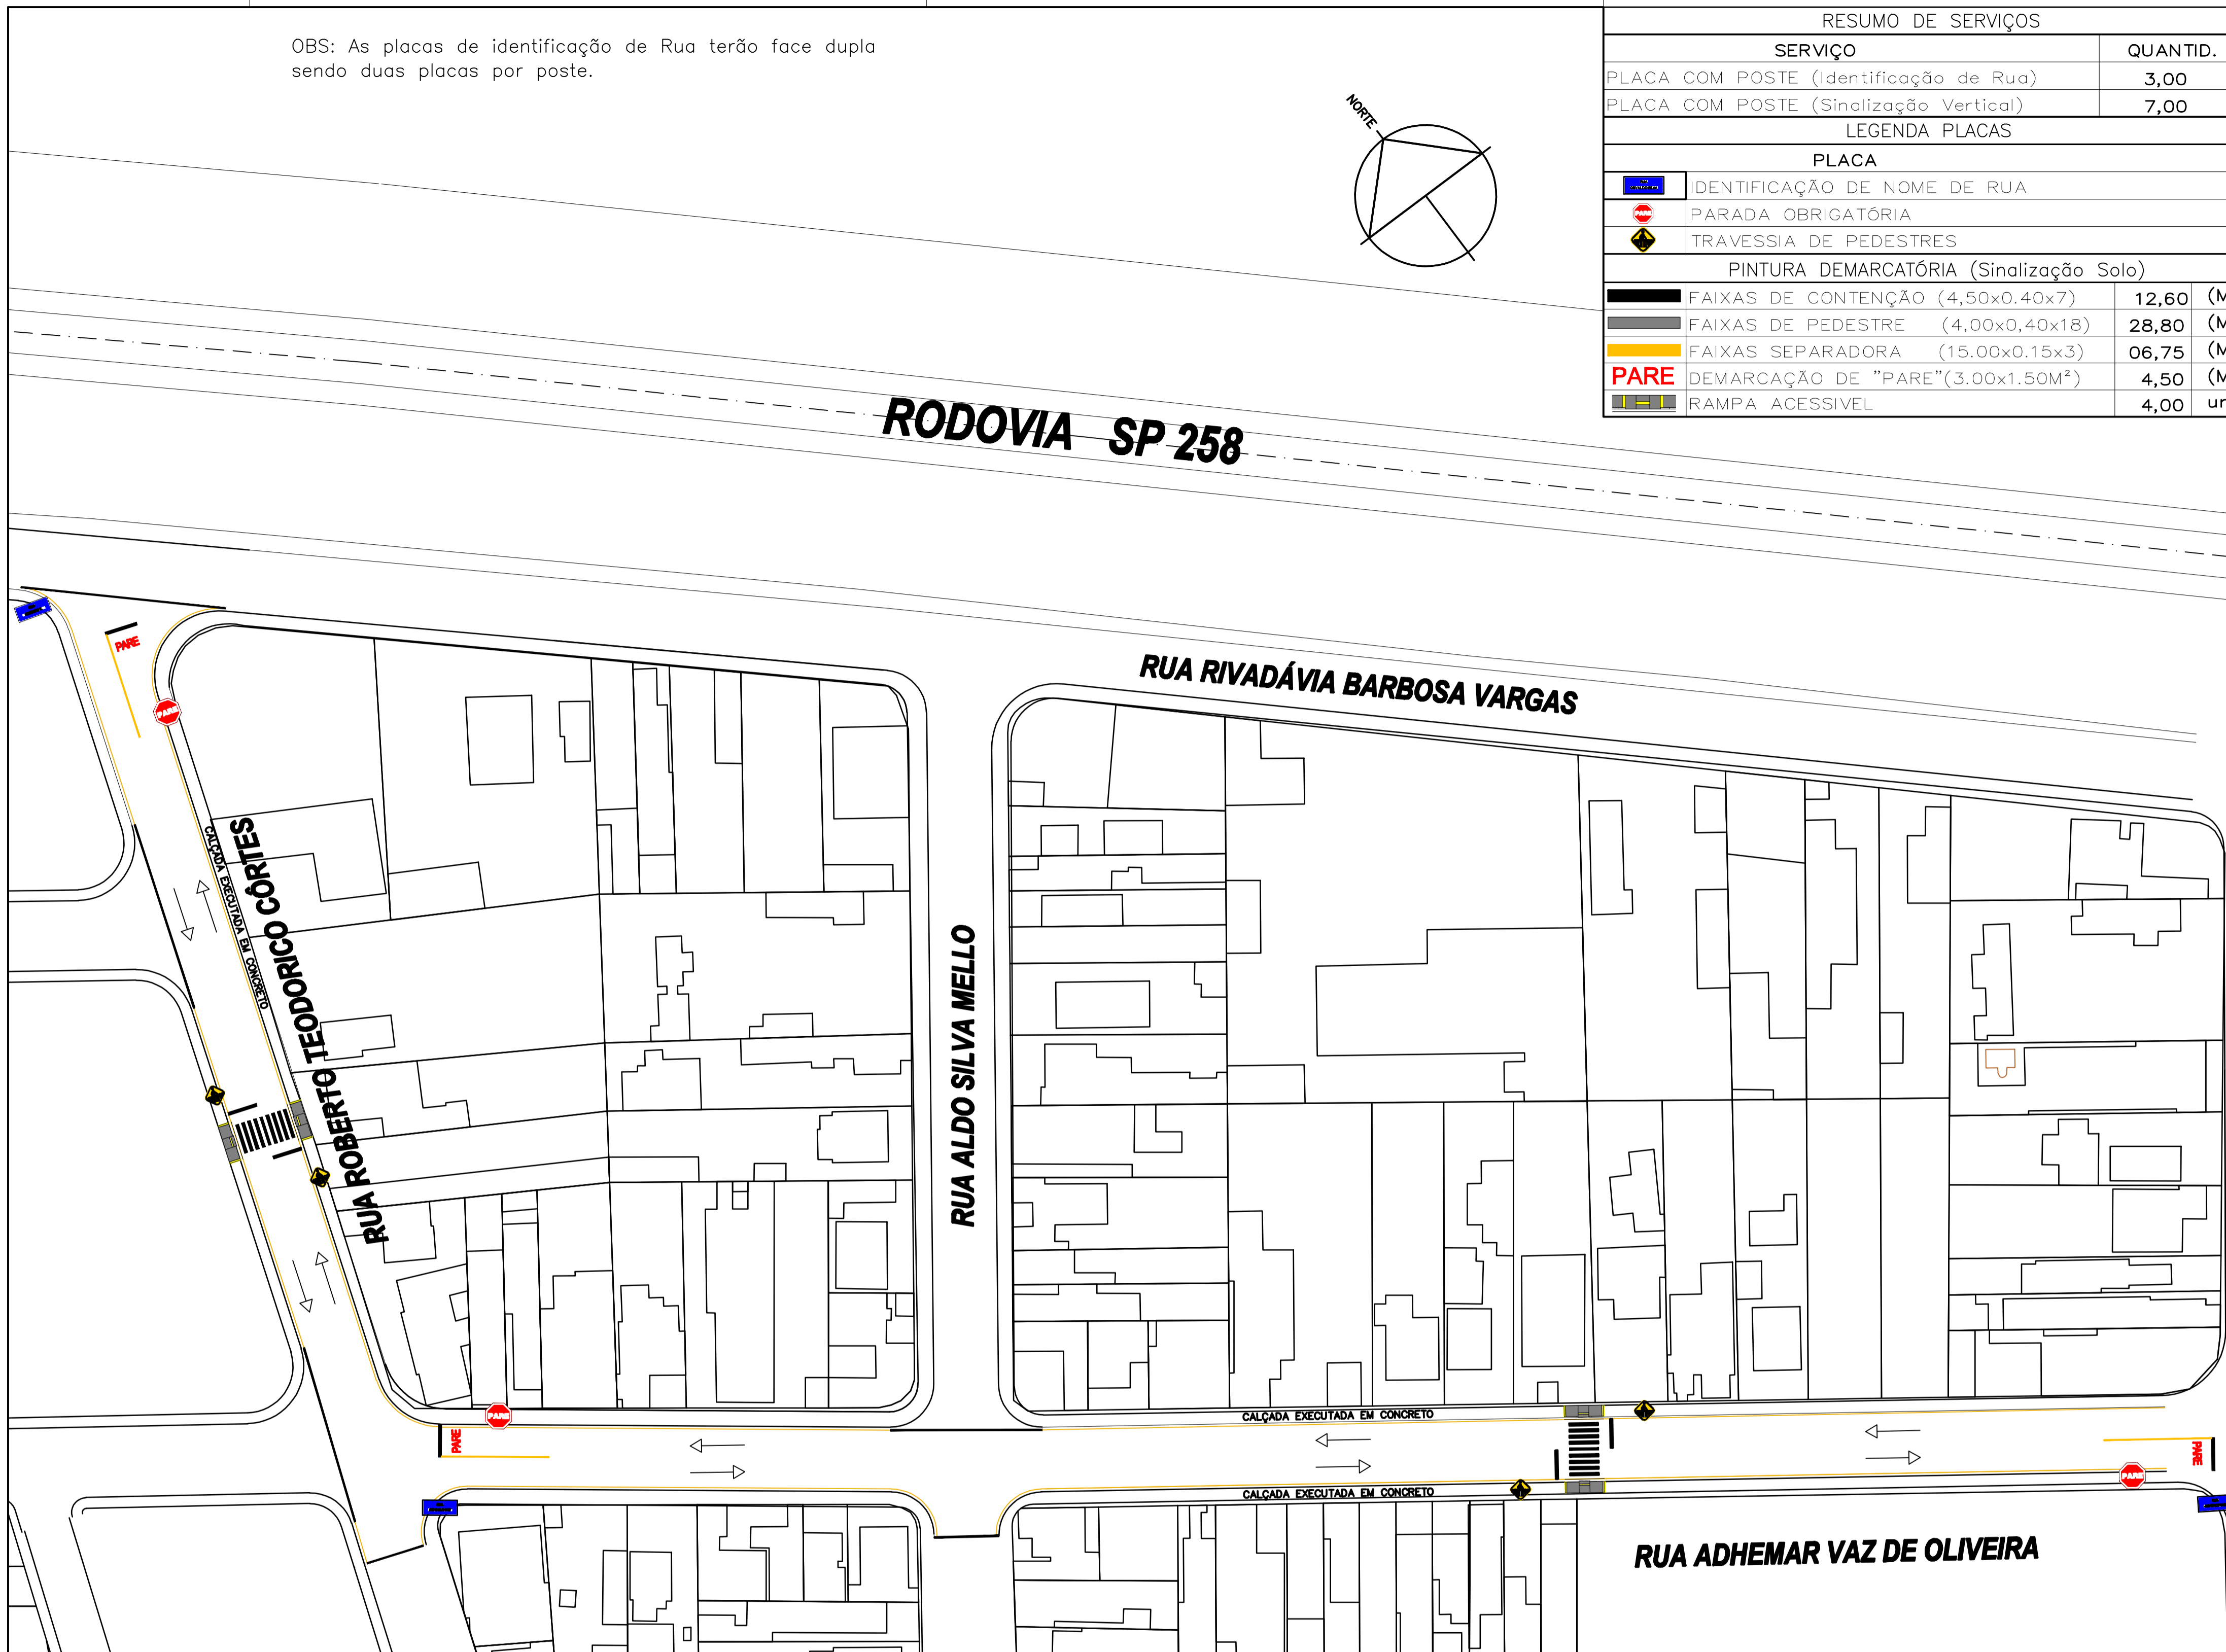 OBS: As placas de identificação de Rua terão face dupla
sendo duas placas por poste.
NORTE
RESUMO DE SERVIÇOS
SERVIÇO QUANTID.
PLACA COM POSTE (Identificação de Rua) 3,00
PLACA COM POSTE (Sinalização Vertical) 7,00
LEGENDA PLACAS
PLACA
IDENTIFICAÇÃO DE NOME DE RUA
PARE PARADA OBRIGATÓRIA
TRAVESSIA DE PEDESTRES
PINTURA DEMARCATÓRIA (Sinalização Solo)
FAIXAS DE CONTENÇÃO (4,50x0.40x7) 12,60 (M
FAIXAS DE PEDESTRE (4,00x0,40x18) 28,80 (M
FAIXAS SEPARADORA (15.00x0.15x3) 06,75 (M
PARE DEMARCAÇÃO DE "PARE"(3.00x1.50M²) 4,50 (M
RAMPA ACESSIVEL 4,00 un
RODOVIA SP 258
PARE
PARE
RUA RIVADÁVIA BARBOSA VARGAS
CALÇADA EXECUTADA EM CONCRETO
RUA ROBERTO TEODORICO CÔRTES
RUA ALDO SILVA MELLO
PARE
PARE
CALÇADA EXECUTADA EM CONCRETO
CALÇADA EXECUTADA EM CONCRETO
PARE
PARE
RUA ADHEMAR VAZ DE OLIVEIRA